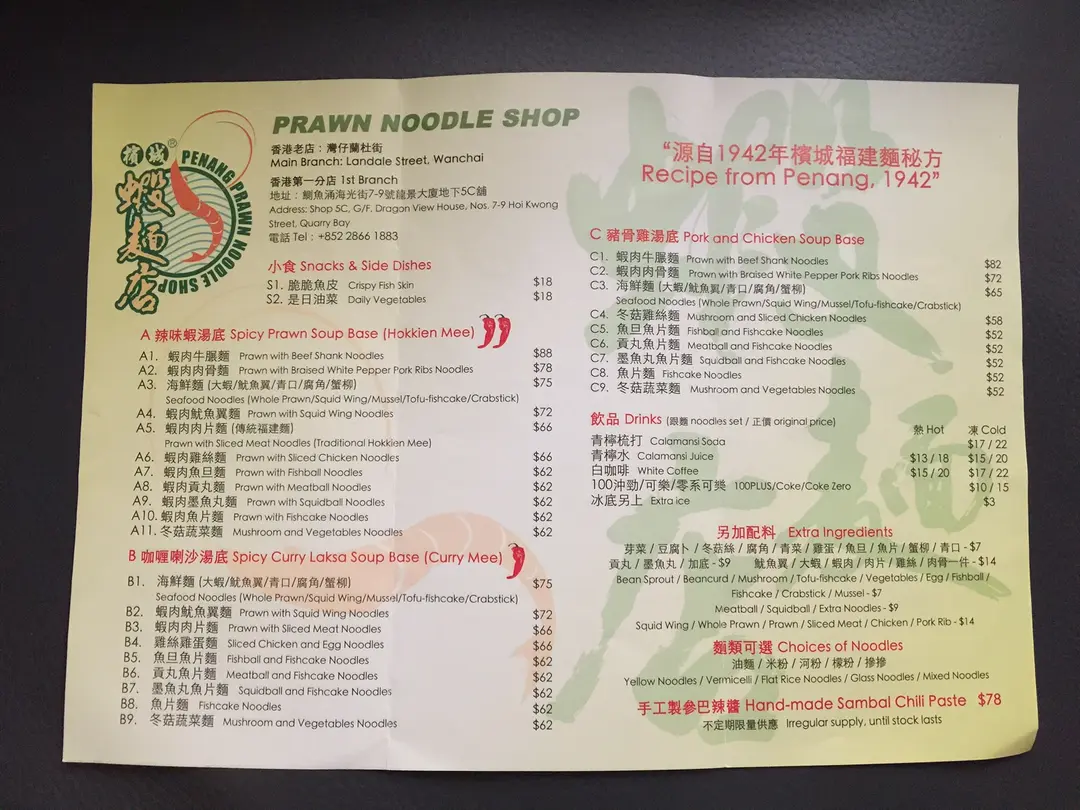 檳城
蝦麵店
®
PENANG PRAWN NOODLE SHOP
PRAWN NOODLE SHOP
香港老店：灣仔蘭杜街
Main Branch: Landale Street, Wanchai
香港第一分店 1st Branch
地址：鰂魚涌海光街7-9號龍景大廈地下5C舖
Address: Shop 5C, G/F, Dragon View House, Nos. 7-9 Hoi Kwong
Street, Quarry Bay
電話 Tel : +852 2866 1883
小食 Snacks & Side Dishes
S1. 脆脆魚皮 Crispy Fish Skin $18
S2. 是日油菜 Daily Vegetables $18
A 辣味蝦湯底 Spicy Prawn Soup Base (Hokkien Mee)
A1. 蝦肉牛𦟌麵 Prawn with Beef Shank Noodles $88
A2. 蝦肉肉骨麵 Prawn with Braised White Pepper Pork Ribs Noodles $78
A3. 海鮮麵 (大蝦/魷魚翼/青口/腐角/蟹柳) $75
Seafood Noodles (Whole Prawn/Squid Wing/Mussel/Tofu-fishcake/Crabstick)
A4. 蝦肉魷魚翼麵 Prawn with Squid Wing Noodles $72
A5. 蝦肉肉片麵 (傳統福建麵) $66
Prawn with Sliced Meat Noodles (Traditional Hokkien Mee)
A6. 蝦肉雞絲麵 Prawn with Sliced Chicken Noodles $66
A7. 蝦肉魚旦麵 Prawn with Fishball Noodles $62
A8. 蝦肉貢丸麵 Prawn with Meatball Noodles $62
A9. 蝦肉墨魚丸麵 Prawn with Squidball Noodles $62
A10. 蝦肉魚片麵 Prawn with Fishcake Noodles $62
A11. 冬菇蔬菜麵 Mushroom and Vegetables Noodles $62
B 咖喱喇沙湯底 Spicy Curry Laksa Soup Base (Curry Mee)
B1. 海鮮麵 (大蝦/魷魚翼/青口/腐角/蟹柳) $75
Seafood Noodles (Whole Prawn/Squid Wing/Mussel/Tofu-fishcake/Crabstick)
B2. 蝦肉魷魚翼麵 Prawn with Squid Wing Noodles $72
B3. 蝦肉肉片麵 Prawn with Sliced Meat Noodles $66
B4. 雞絲雞蛋麵 Sliced Chicken and Egg Noodles $66
B5. 魚旦魚片麵 Fishball and Fishcake Noodles $62
B6. 貢丸魚片麵 Meatball and Fishcake Noodles $62
B7. 墨魚丸魚片麵 Squidball and Fishcake Noodles $62
B8. 魚片麵 Fishcake Noodles $62
B9. 冬菇蔬菜麵 Mushroom and Vegetables Noodles $62
蝦麵店
“源自1942年檳城福建麵秘方
Recipe from Penang, 1942”
C 豬骨雞湯底 Pork and Chicken Soup Base
C1. 蝦肉牛𦟌麵 Prawn with Beef Shank Noodles $82
C2. 蝦肉肉骨麵 Prawn with Braised White Pepper Pork Ribs Noodles $72
C3. 海鮮麵 (大蝦/魷魚翼/青口/腐角/蟹柳) $65
Seafood Noodles (Whole Prawn/Squid Wing/Mussel/Tofu-fishcake/Crabstick)
C4. 冬菇雞絲麵 Mushroom and Sliced Chicken Noodles $58
C5. 魚旦魚片麵 Fishball and Fishcake Noodles $52
C6. 貢丸魚片麵 Meatball and Fishcake Noodles $52
C7. 墨魚丸魚片麵 Squidball and Fishcake Noodles $52
C8. 魚片麵 Fishcake Noodles $52
C9. 冬菇蔬菜麵 Mushroom and Vegetables Noodles $52
飲品 Drinks (跟麵 noodles set / 正價 original price) 熱 Hot 凍 Cold
青檸梳打 Calamansi Soda $17 / 22
青檸水 Calamansi Juice $13 / 18 $15 / 20
白咖啡 White Coffee $15 / 20 $17 / 22
100沖勁/可樂/零系可樂 100PLUS/Coke/Coke Zero $10 / 15
冰底另上 Extra ice $3
另加配料 Extra Ingredients
芽菜 / 豆腐卜 / 冬菇絲 / 腐角 / 青菜 / 雞蛋 / 魚旦 / 魚片 / 蟹柳 / 青口 - $7
貢丸 / 墨魚丸 / 加底 - $9 魷魚翼 / 大蝦 / 蝦肉 / 肉片 / 雞絲 / 肉骨一件 - $14
Bean Sprout / Beancurd / Mushroom / Tofu-fishcake / Vegetables / Egg / Fishball /
Fishcake / Crabstick / Mussel - $7
Meatball / Squidball / Extra Noodles - $9
Squid Wing / Whole Prawn / Prawn / Sliced Meat / Chicken / Pork Rib - $14
麵類可選 Choices of Noodles
油麵 / 米粉 / 河粉 / 檬粉 / 摻摻
Yellow Noodles / Vermicelli / Flat Rice Noodles / Glass Noodles / Mixed Noodles
手工製參巴辣醬 Hand-made Sambal Chili Paste $78
不定期限量供應 Irregular supply, until stock lasts